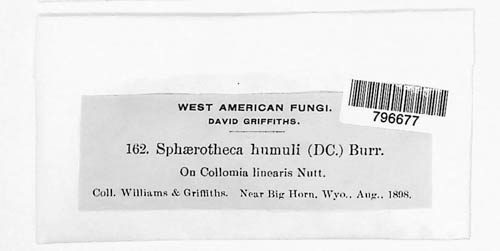 WEST AMERICAN FUNGI.
DAVID GRIFFITHS.
796677
162. Sphærotheca humuli (DC.) Burr.
On Collomia linearis Nutt.
Coll. Williams & Griffiths. Near Big Horn, Wyo., Aug., 1898.